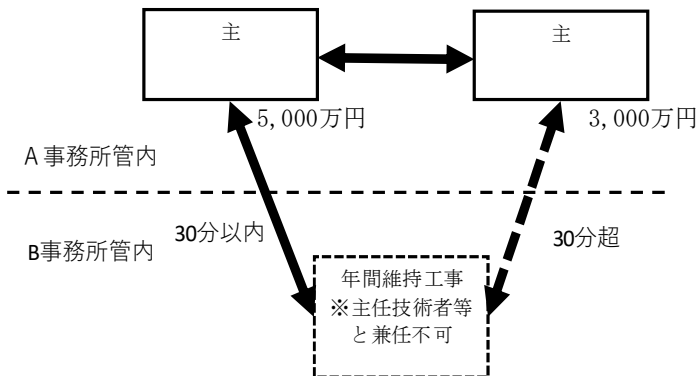 主
主
5,000万円
3,000万円
A 事務所管内
B事務所管内
30分以内
30分超
年間維持工事
※主任技術者等
と兼任不可